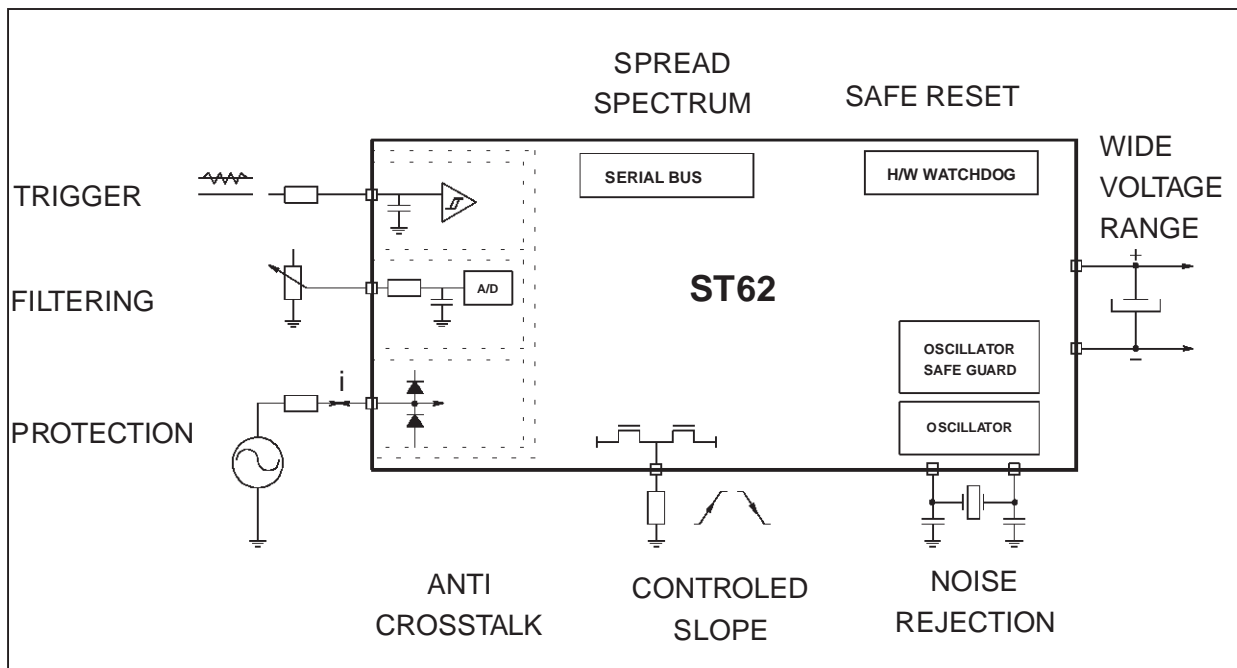 SPREAD
SPECTRUM
SAFE RESET
WIDE
VOLTAGE
RANGE
TRIGGER
SERIAL BUS
H/W WATCHDOG
+
FILTERING
A/D
ST62
OSCILLATOR
SAFE GUARD
–
PROTECTION
i
OSCILLATOR
ANTI
CROSSTALK
CONTROLED
SLOPE
NOISE
REJECTION